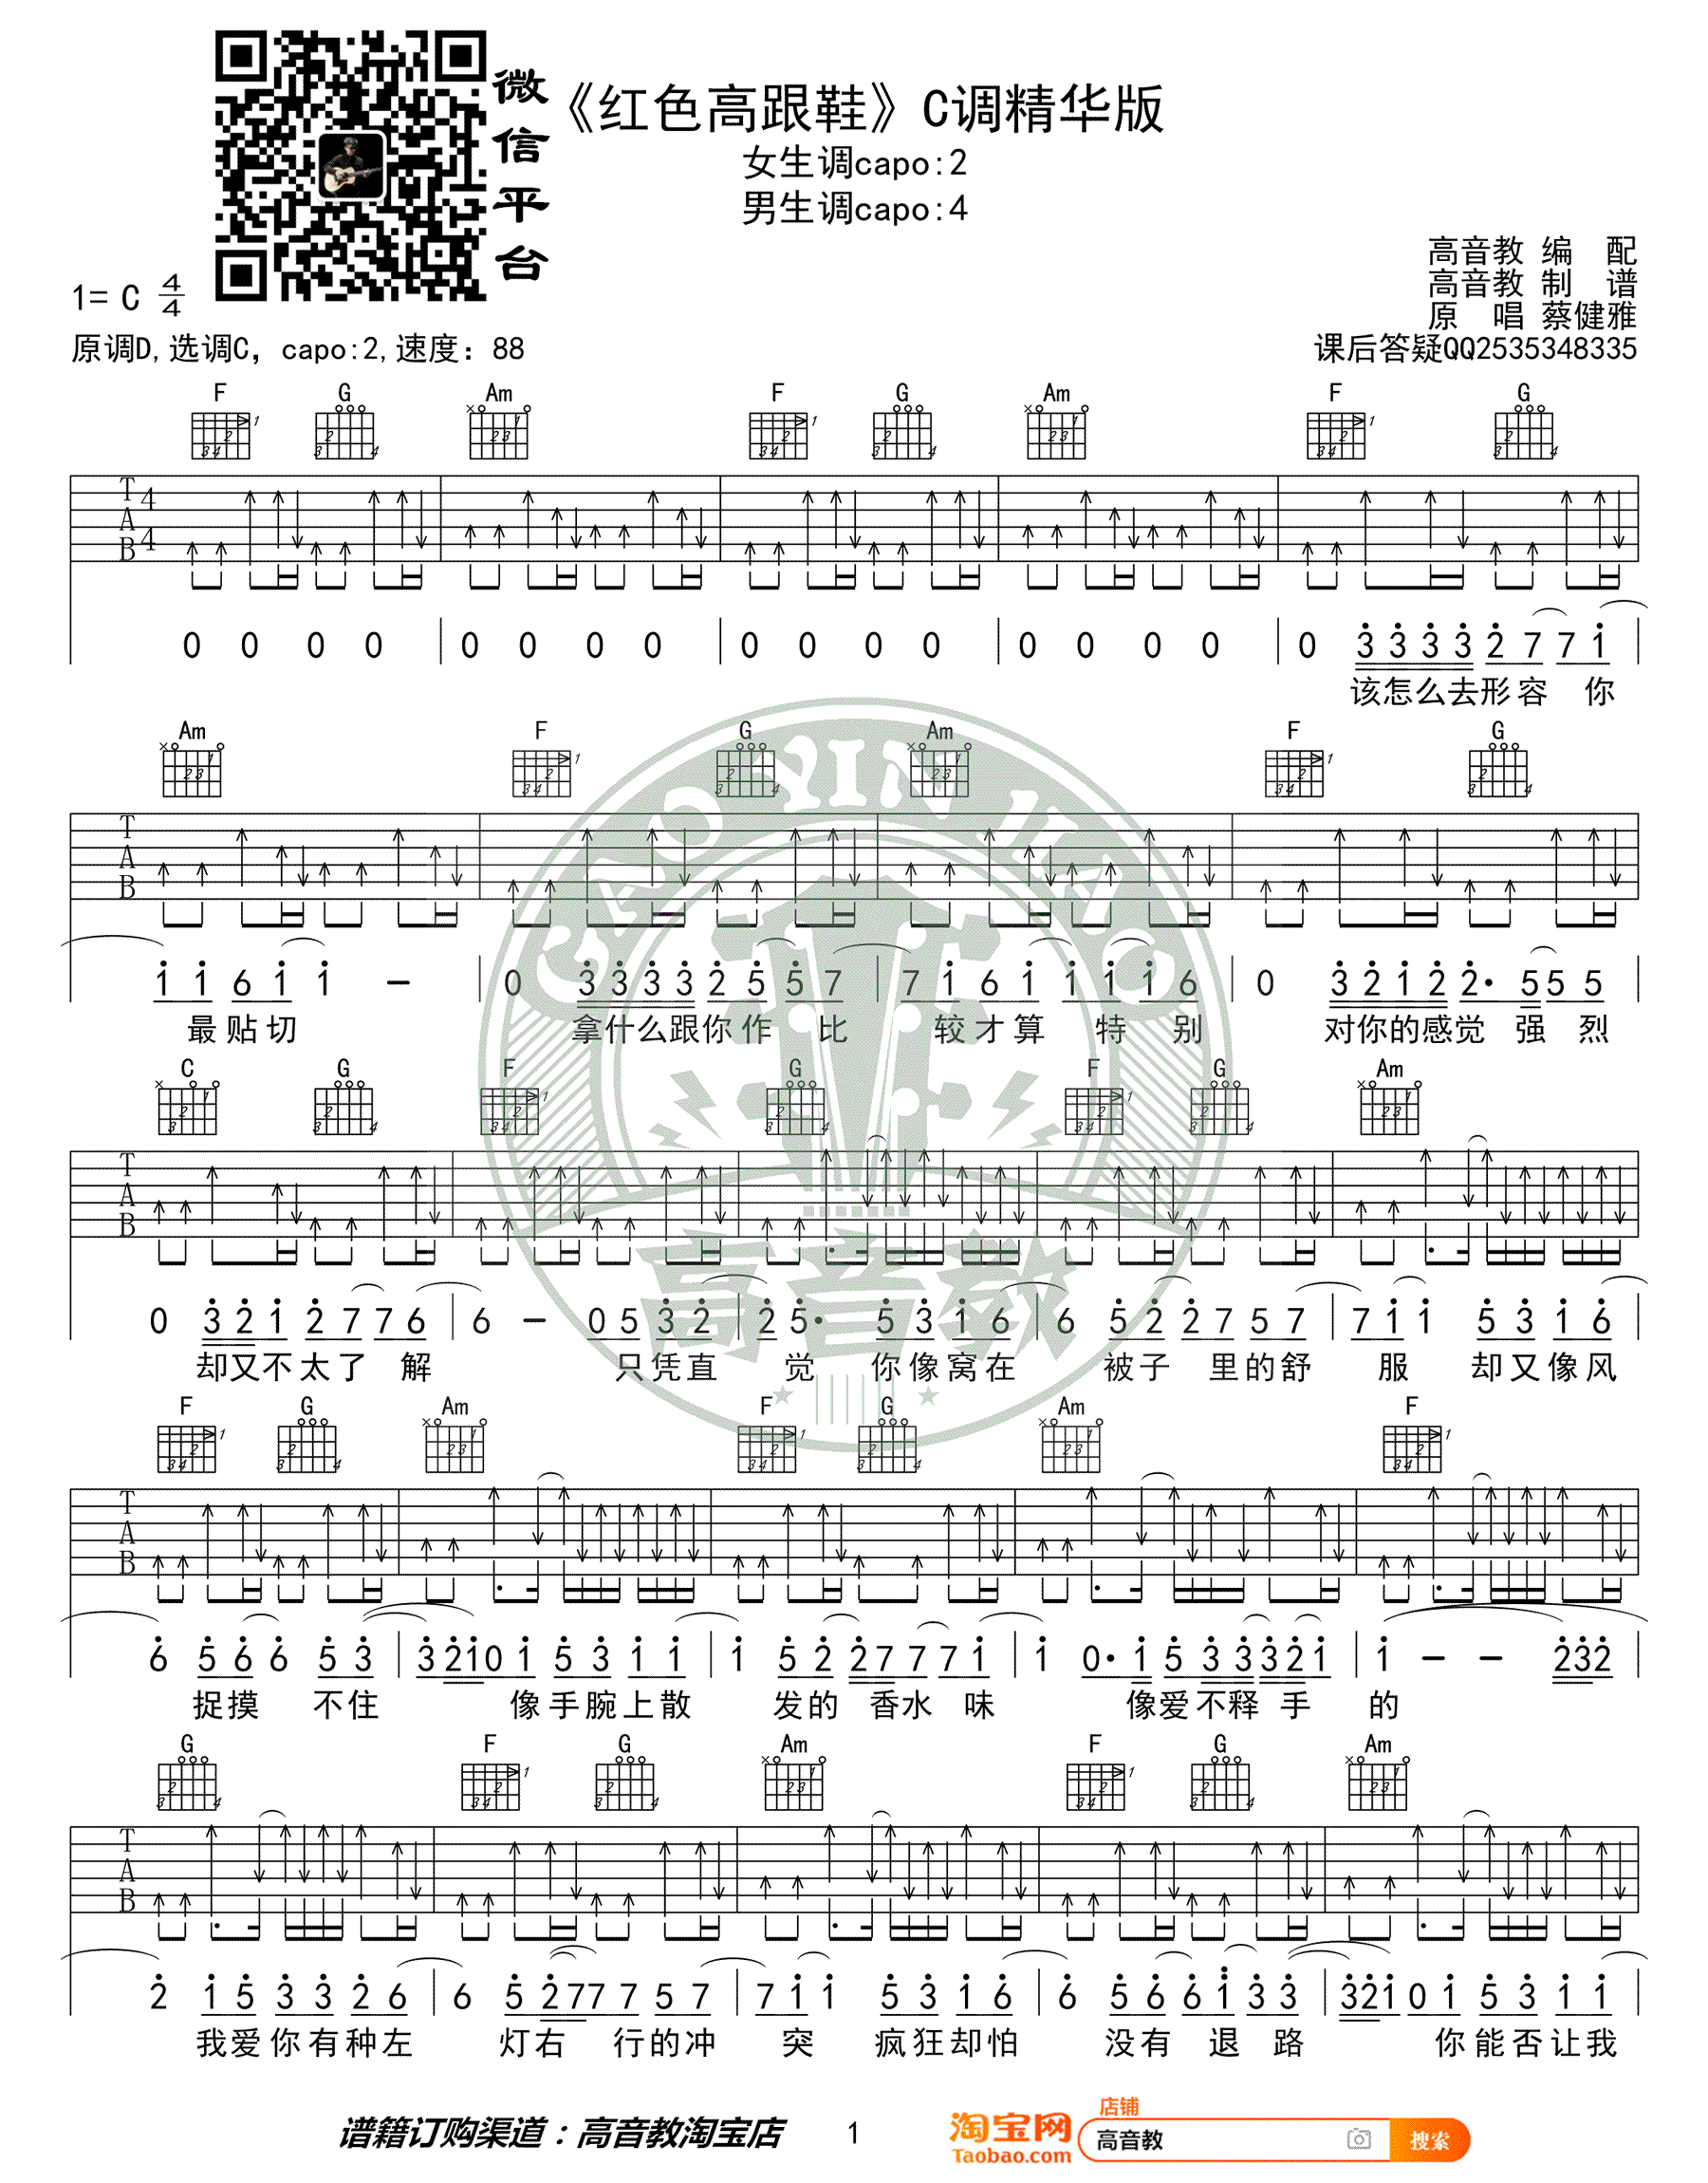 微信平台
《红色高跟鞋》C调精华版
女生调capo:2
男生调capo:4
高音教 编 配
高音教 制 谱
原 唱 蔡健雅
1= C 4/4
原调D,选调C，capo:2,速度：88
课后答疑QQ2535348335
F G Am F G Am F G
T A B 4 4
0 0 0 0 0 0 0 0 0 0 0 0 0 0 0 0 0 3 3 3 3 2 7 7 1
该怎么去形容 你
Am F G Am F G
T A B
1 1 6 1 1 - 0 3 3 3 3 2 5 5 7 7 1 6 1 1 1 1 6 0 3 2 1 2 2· 5 5 5
最贴切 拿什么跟你作 比 较才算 特 别 对你的感觉 强 烈
C G F G F G Am
T A B
0 3 2 1 2 7 7 6 6 - 0 5 3 2 2 5· 5 3 1 6 6 5 2 2 7 5 7 7 1 1 5 3 1 6
却又不太了 解 只凭直 觉 你像窝在 被子 里的舒 服 却又像风
F G Am F G Am F
T A B
6 5 6 6 5 3 3 2 1 0 1 5 3 1 1 1 5 2 2 7 7 7 1 1 0· 1 5 3 3 3 2 1 1 - - 2 3 2
捉摸 不住 像手腕上散 发的 香水 味 像爱不释 手 的
G F G Am F G Am
T A B
2 1 5 3 3 2 6 6 5 2 7 7 7 5 7 7 1 1 5 3 1 6 6 5 6 6 1 3 3 3 2 1 0 1 5 3 1 1
我爱你有种左 灯右 行的冲 突 疯狂却怕 没有 退 路 你能否让我
谱籍订购渠道：高音教淘宝店
1
淘宝网
Taobao.com
店铺
高音教
搜索
GAO YIN JIAO
高音教